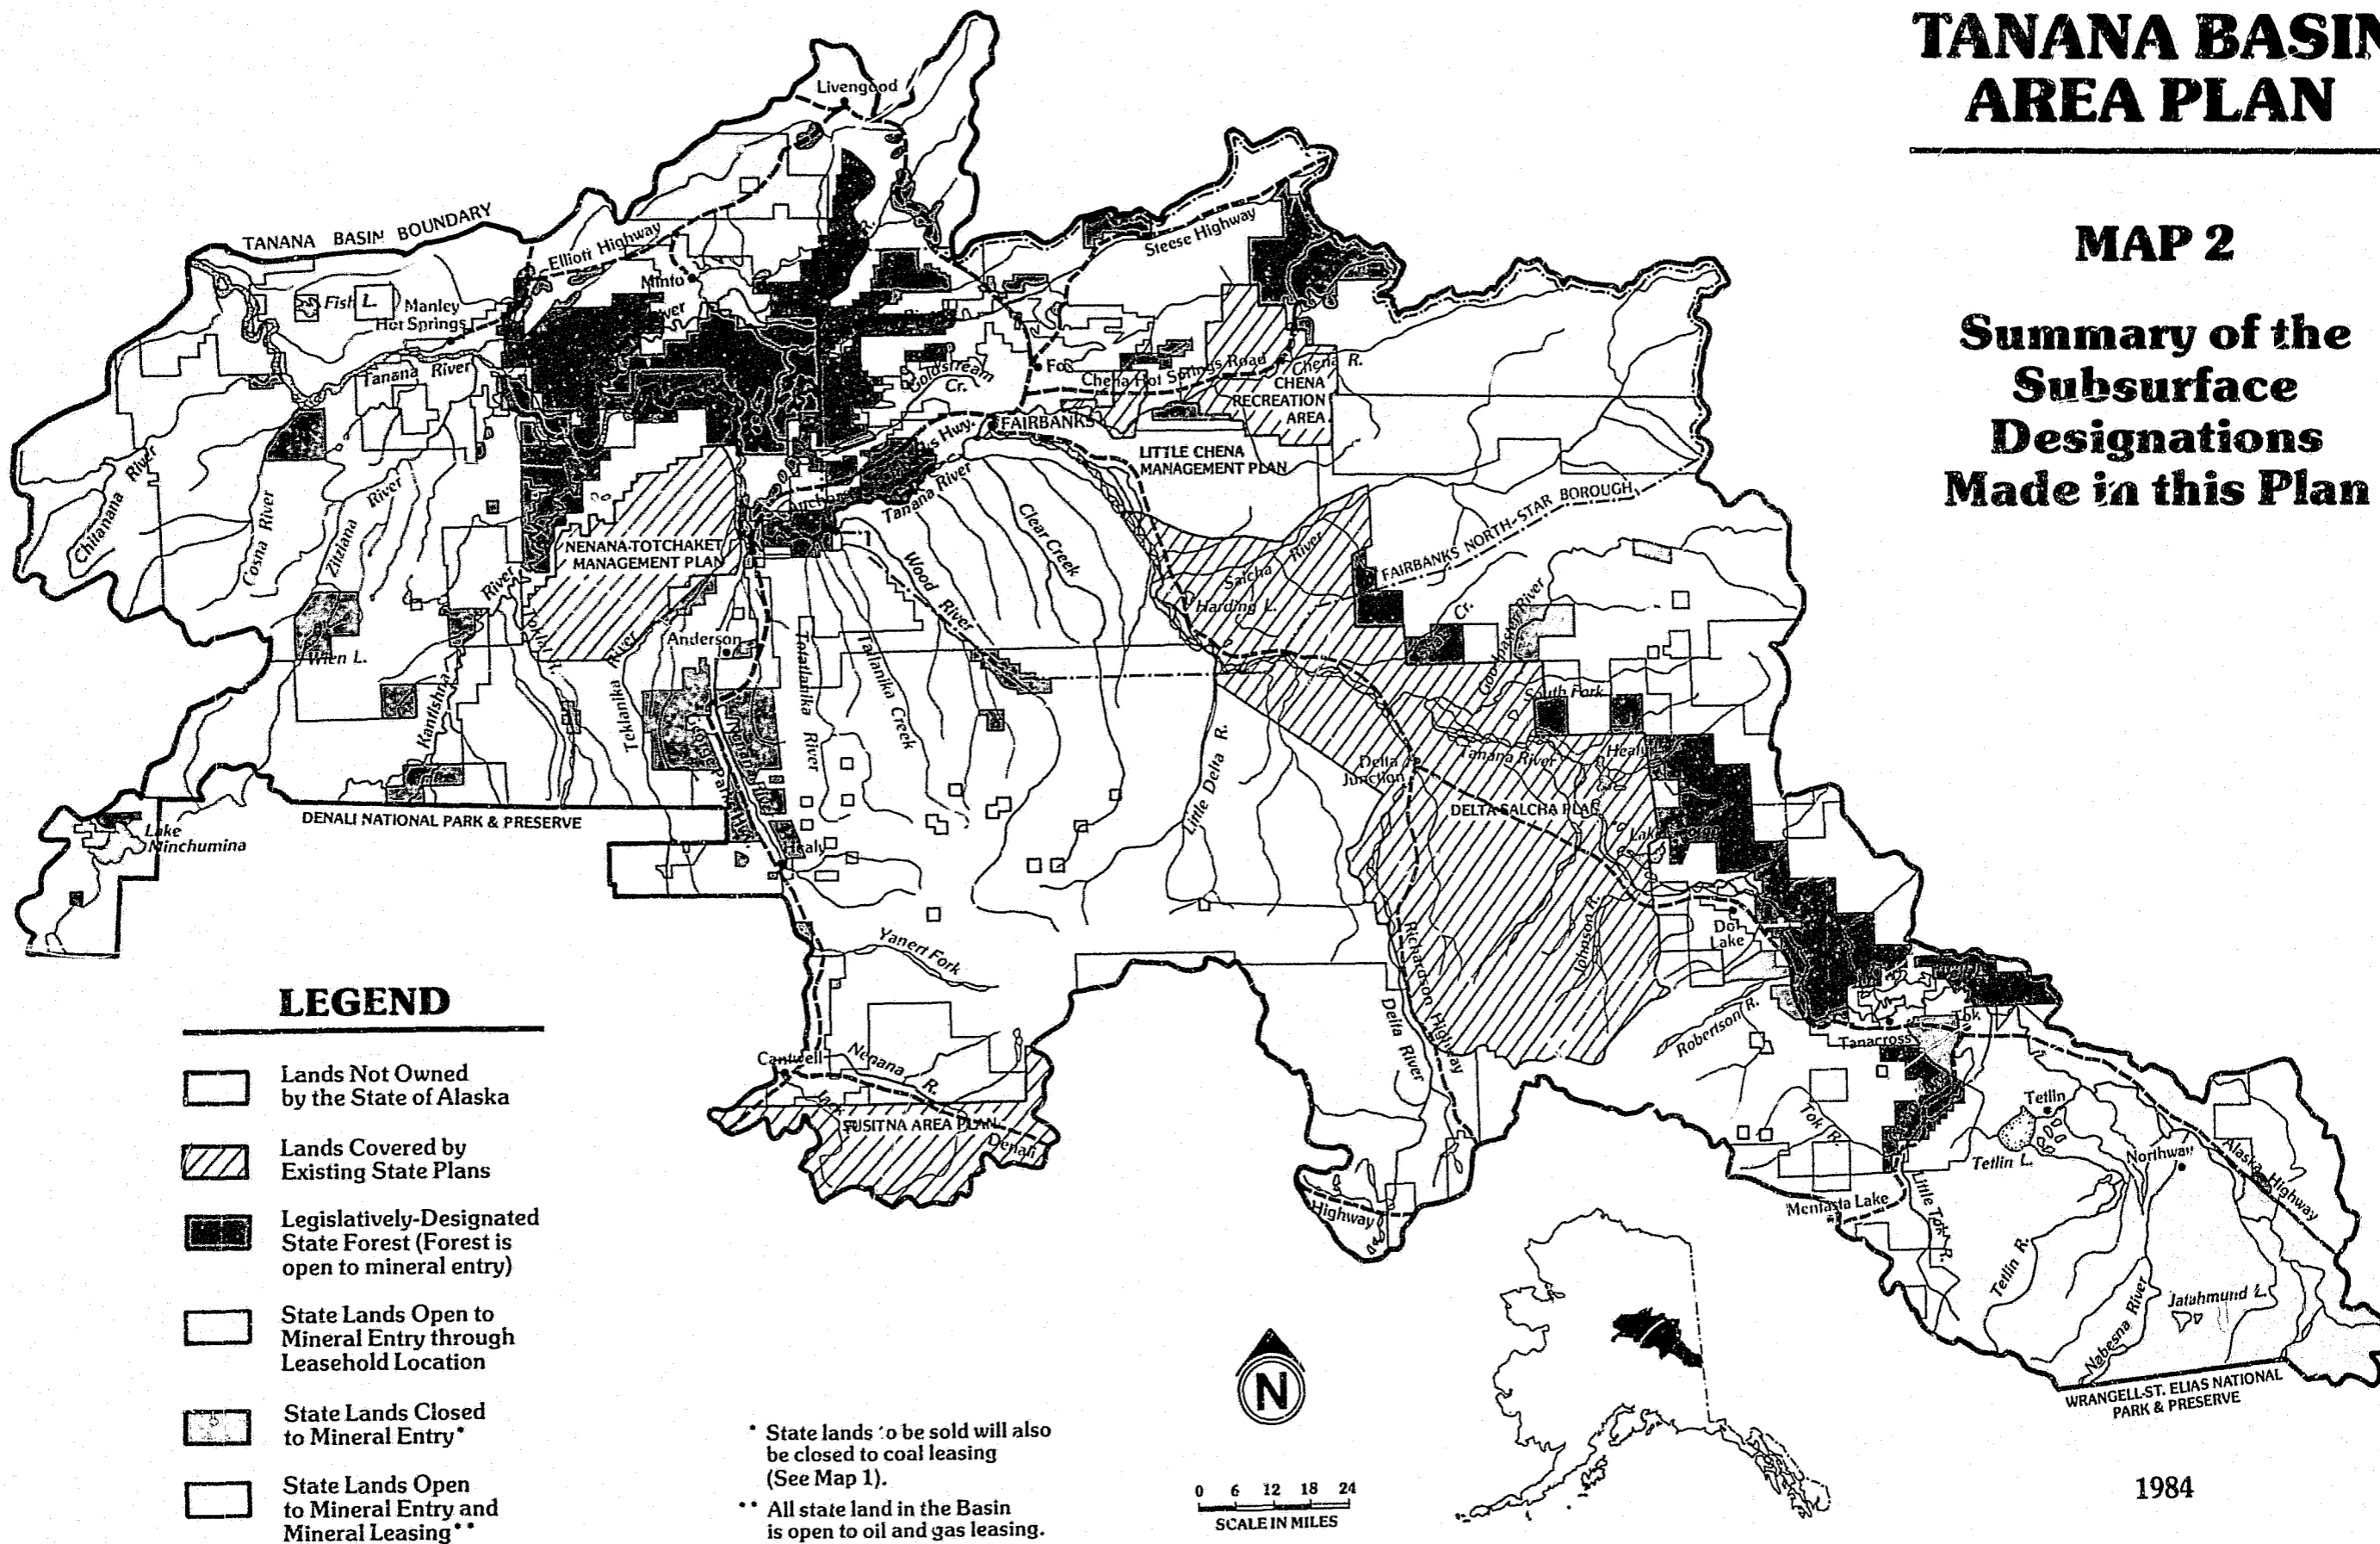 TANANA BASIN
AREA PLAN
MAP 2
Summary of the
Subsurface
Designations
Made in this Plan
Livengood
TANANA BASIN BOUNDARY
Elliott Highway
Steese Highway
Minto
Fish L.
Manley
Hot Springs
Tanana River
Goldstream
Cr.
Chena Hot Springs Road
Chena R.
CHENA
RECREATION
AREA
FAIRBANKS
LITTLE CHENA
MANAGEMENT PLAN
Hwy.
Tanana River
Chitanana River
Cosna River
Zitziana River
Clear Creek
Wood River
NENANA-TOTCHAKET
MANAGEMENT PLAN
River
FAIRBANKS NORTH-STAR BOROUGH
Salcha River
Harding L.
Cr.
Goodpaster River
Anderson
Wien L.
Kantishna
River
Teklanika
Totatlanika River
Tatlanika Creek
South Fork
Little Delta R.
Delta
Junction
Tanana River
Healy
DELTA-SALCHA PLAN
Lake George
DENALI NATIONAL PARK & PRESERVE
Lake
Minchumina
Healy
Yanert Fork
Richardson Highway
Johnson R.
Dot
Lake
Delta River
Robertson R.
Tok
Tanacross
Cantwell
Nenana R.
Jack
SUSITNA AREA PLAN
Denali
Highway
Tetlin
Tok R.
Tetlin L.
Northway
Alaska Highway
Mentasta Lake
Little Tok R.
Tetlin R.
Nabesna River
Jatahmund L.
WRANGELL-ST. ELIAS NATIONAL
PARK & PRESERVE
LEGEND
Lands Not Owned
by the State of Alaska
Lands Covered by
Existing State Plans
Legislatively-Designated
State Forest (Forest is
open to mineral entry)
State Lands Open to
Mineral Entry through
Leasehold Location
State Lands Closed
to Mineral Entry*
State Lands Open
to Mineral Entry and
Mineral Leasing**
* State lands to be sold will also
be closed to coal leasing
(See Map 1).
** All state land in the Basin
is open to oil and gas leasing.
N
0 6 12 18 24
SCALE IN MILES
1984